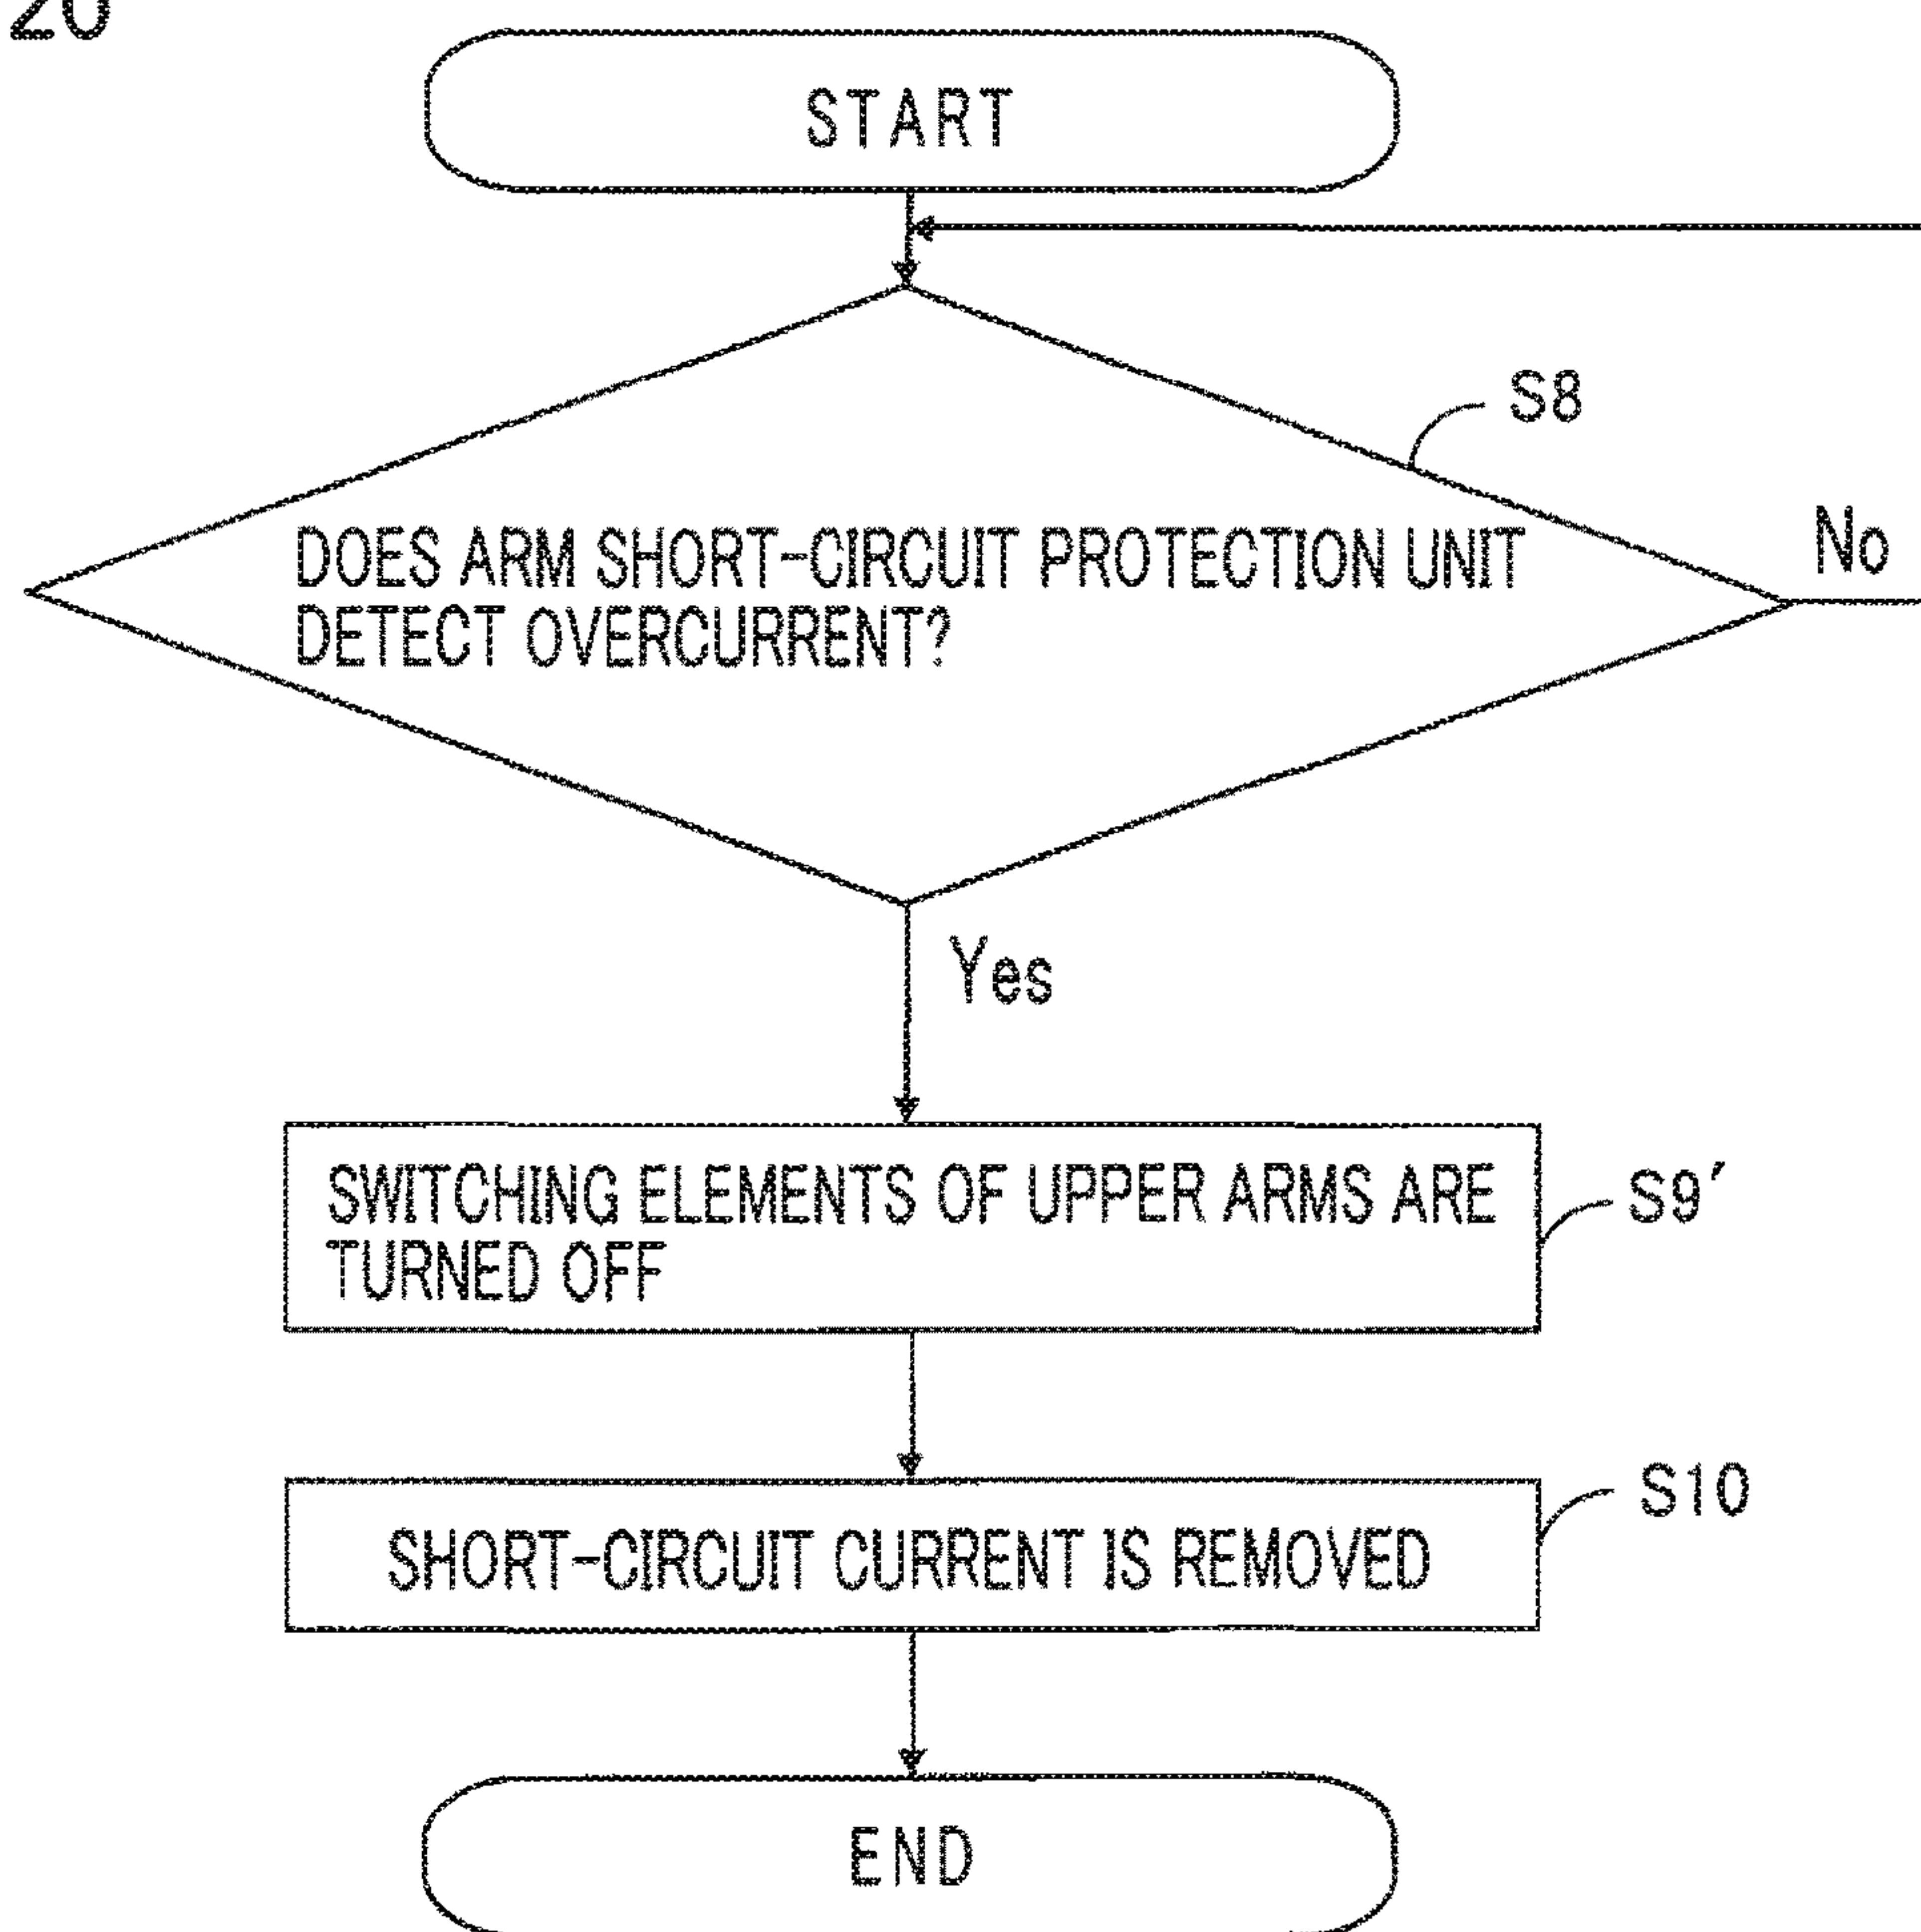 20
START
S8
DOES ARM SHORT-CIRCUIT PROTECTION UNIT
DETECT OVERCURRENT?
No
Yes
SWITCHING ELEMENTS OF UPPER ARMS ARE
TURNED OFF
S9'
S10
SHORT-CIRCUIT CURRENT IS REMOVED
END